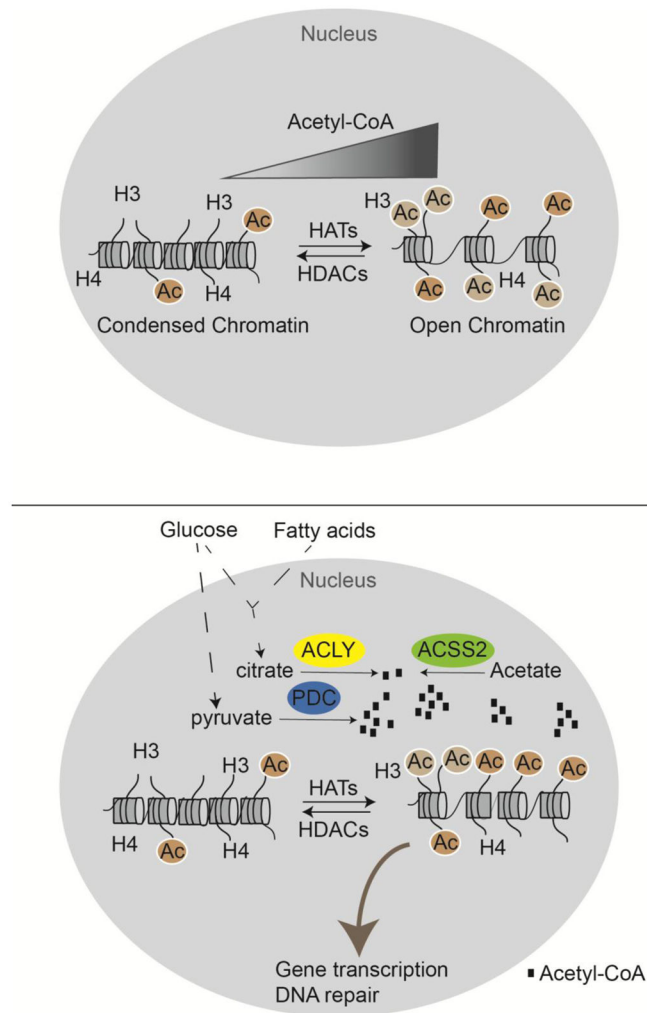 Nucleus
Acetyl-CoA
H3
H3
Ac
H3
Ac
Ac
Ac
Ac
HATs
HDACs
H4
Ac
H4
Ac
Ac
H4
Ac
Condensed Chromatin
Open Chromatin
Glucose
Fatty acids
Nucleus
ACLY
ACSS2
citrate
Acetate
PDC
pyruvate
H3
H3
Ac
H3
Ac
Ac
Ac
Ac
Ac
HATs
HDACs
H4
Ac
H4
Ac
H4
Gene transcription
DNA repair
Acetyl-CoA